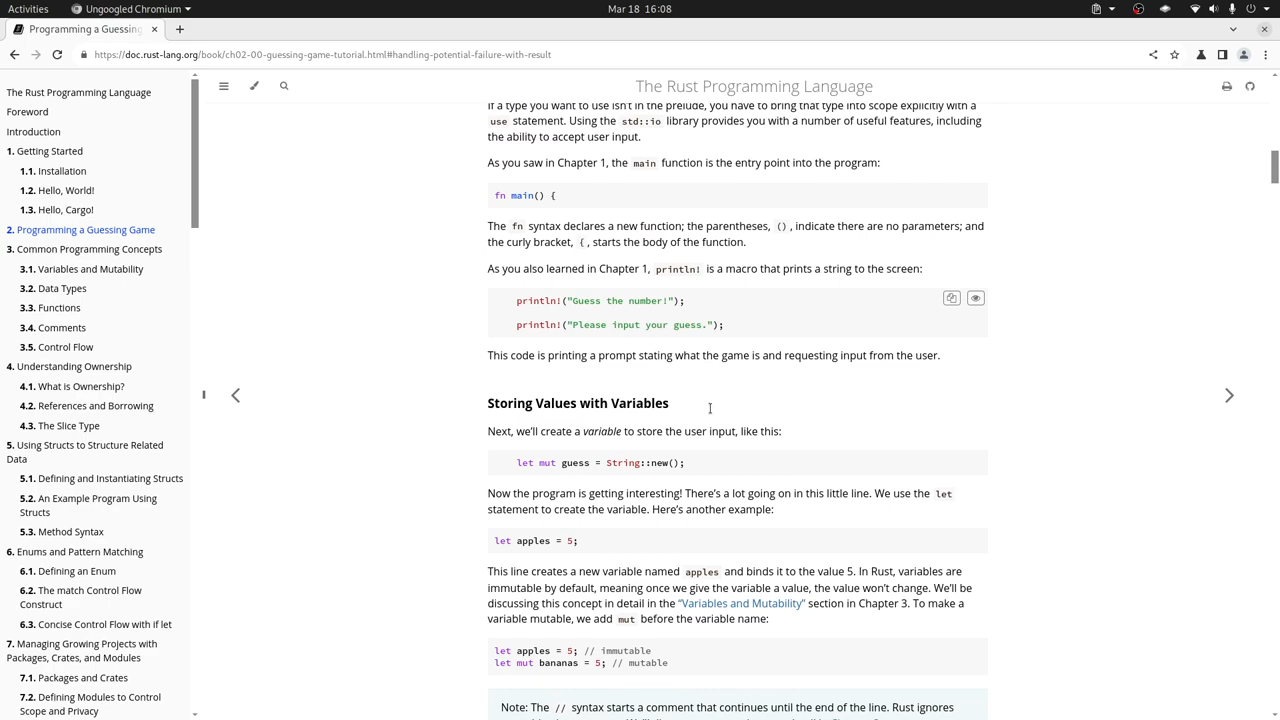 Activities
Ungoogled Chromium
Mar 18 16:08
Programming a Guessing
https://doc.rust-lang.org/book/ch02-00-guessing-game-tutorial.html#handling-potential-failure-with-result
The Rust Programming Language
Foreword
Introduction
1. Getting Started
1.1. Installation
1.2. Hello, World!
1.3. Hello, Cargo!
2. Programming a Guessing Game
3. Common Programming Concepts
3.1. Variables and Mutability
3.2. Data Types
3.3. Functions
3.4. Comments
3.5. Control Flow
4. Understanding Ownership
4.1. What is Ownership?
4.2. References and Borrowing
4.3. The Slice Type
5. Using Structs to Structure Related
Data
5.1. Defining and Instantiating Structs
5.2. An Example Program Using
Structs
5.3. Method Syntax
6. Enums and Pattern Matching
6.1. Defining an Enum
6.2. The match Control Flow
Construct
6.3. Concise Control Flow with if let
7. Managing Growing Projects with
Packages, Crates, and Modules
7.1. Packages and Crates
7.2. Defining Modules to Control
Scope and Privacy
The Rust Programming Language
If a type you want to use isn't in the prelude, you have to bring that type into scope explicitly with a
use statement. Using the std::io library provides you with a number of useful features, including
the ability to accept user input.
As you saw in Chapter 1, the main function is the entry point into the program:
fn main() {
The fn syntax declares a new function; the parentheses, (), indicate there are no parameters; and
the curly bracket, {, starts the body of the function.
As you also learned in Chapter 1, println! is a macro that prints a string to the screen:
println!("Guess the number!");
println!("Please input your guess.");
This code is printing a prompt stating what the game is and requesting input from the user.
Storing Values with Variables
Next, we'll create a variable to store the user input, like this:
let mut guess = String::new();
Now the program is getting interesting! There's a lot going on in this little line. We use the let
statement to create the variable. Here's another example:
let apples = 5;
This line creates a new variable named apples and binds it to the value 5. In Rust, variables are
immutable by default, meaning once we give the variable a value, the value won't change. We'll be
discussing this concept in detail in the "Variables and Mutability" section in Chapter 3. To make a
variable mutable, we add mut before the variable name:
let apples = 5; // immutable
let mut bananas = 5; // mutable
Note: The // syntax starts a comment that continues until the end of the line. Rust ignores